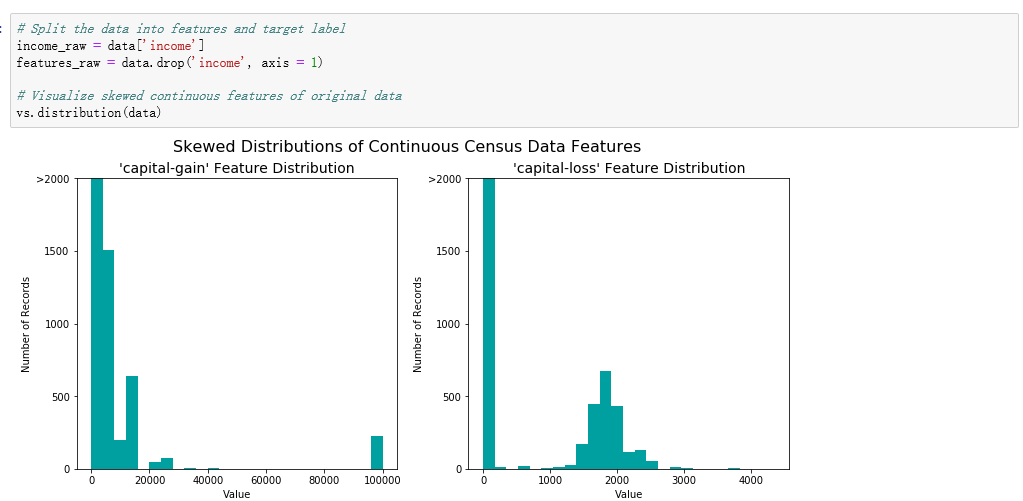 # Split the data into features and target label
income_raw = data['income']
features_raw = data.drop('income', axis = 1)
# Visualize skewed continuous features of original data
vs.distribution(data)
Skewed Distributions of Continuous Census Data Features
'capital-gain' Feature Distribution
>2000
1500
1000
500
0
Number of Records
0 20000 40000 60000 80000 100000
Value
'capital-loss' Feature Distribution
>2000
1500
1000
500
0
Number of Records
0 1000 2000 3000 4000
Value